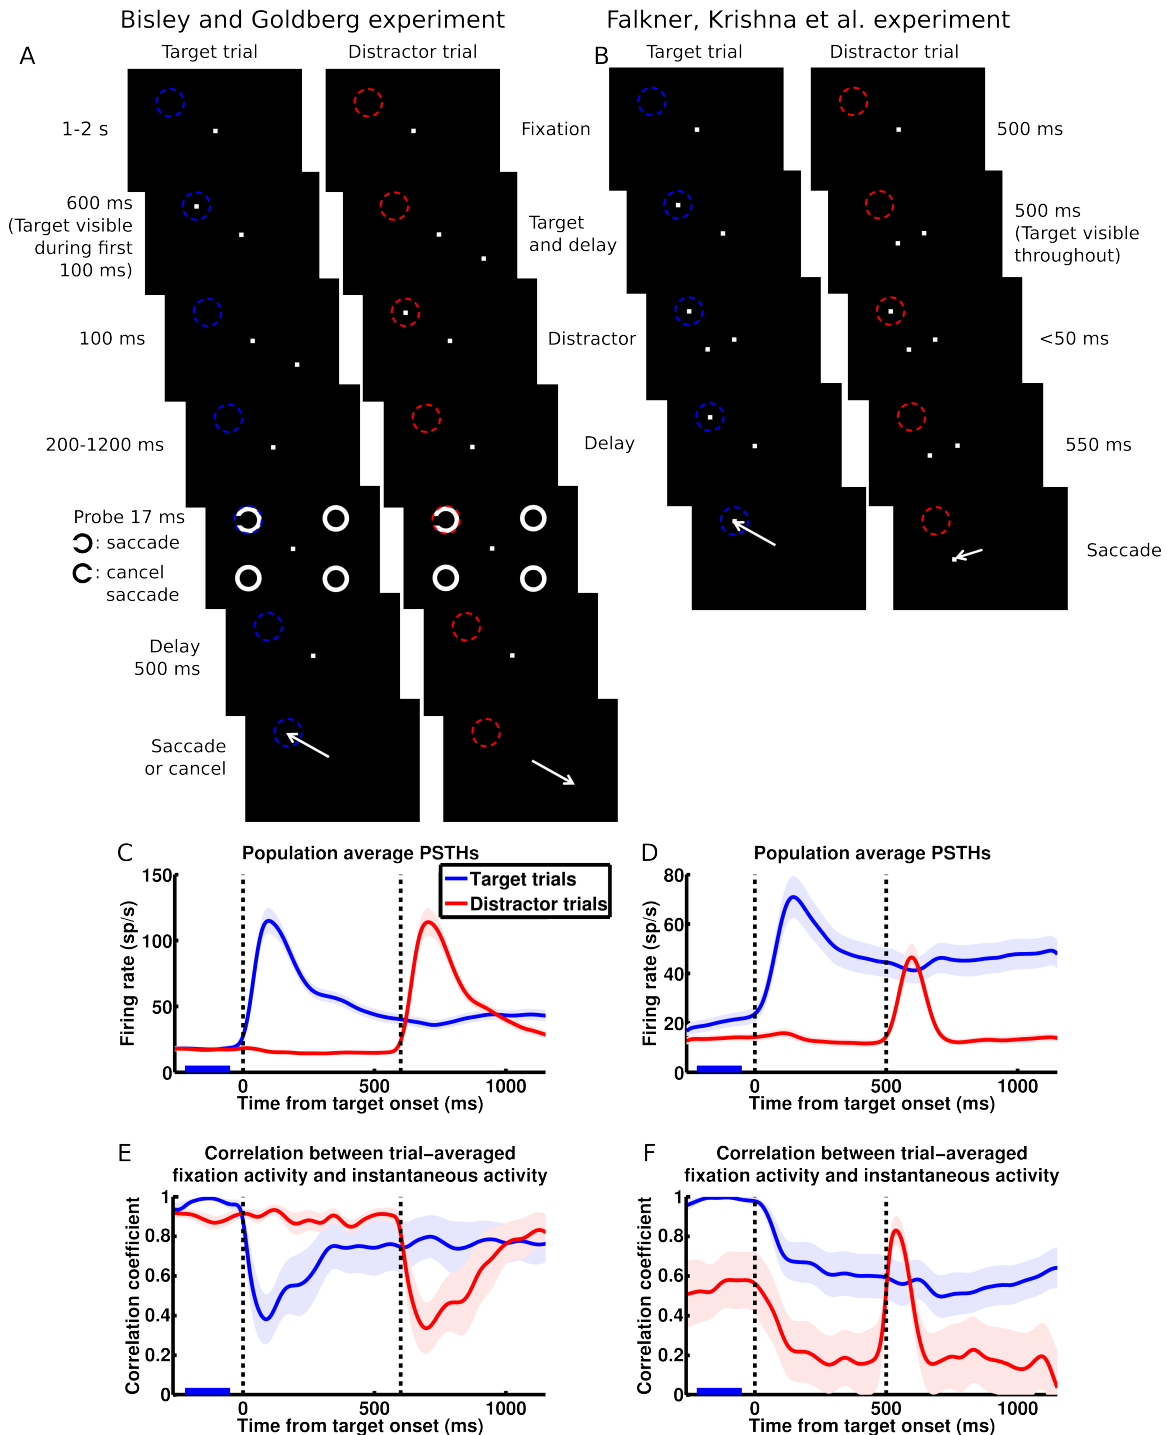 Bisley and Goldberg experiment
Falkner, Krishna et al. experiment
A
Target trial
Distractor trial
B
Target trial
Distractor trial
1-2 s
Fixation
500 ms
600 ms
(Target visible
during first
100 ms)
Target
and delay
500 ms
(Target visible
throughout)
100 ms
Distractor
<50 ms
200-1200 ms
Delay
550 ms
Probe 17 ms
: saccade
: cancel
saccade
Saccade
Delay
500 ms
Saccade
or cancel
C
Population average PSTHs
Target trials
Distractor trials
Firing rate (sp/s)
150
100
50
0
0
500
1000
Time from target onset (ms)
D
Population average PSTHs
Firing rate (sp/s)
80
60
40
20
0
0
500
1000
Time from target onset (ms)
E
Correlation between trial−averaged
fixation activity and instantaneous activity
Correlation coefficient
1
0.8
0.6
0.4
0.2
0
0
500
1000
Time from target onset (ms)
F
Correlation between trial−averaged
fixation activity and instantaneous activity
Correlation coefficient
1
0.8
0.6
0.4
0.2
0
0
500
1000
Time from target onset (ms)